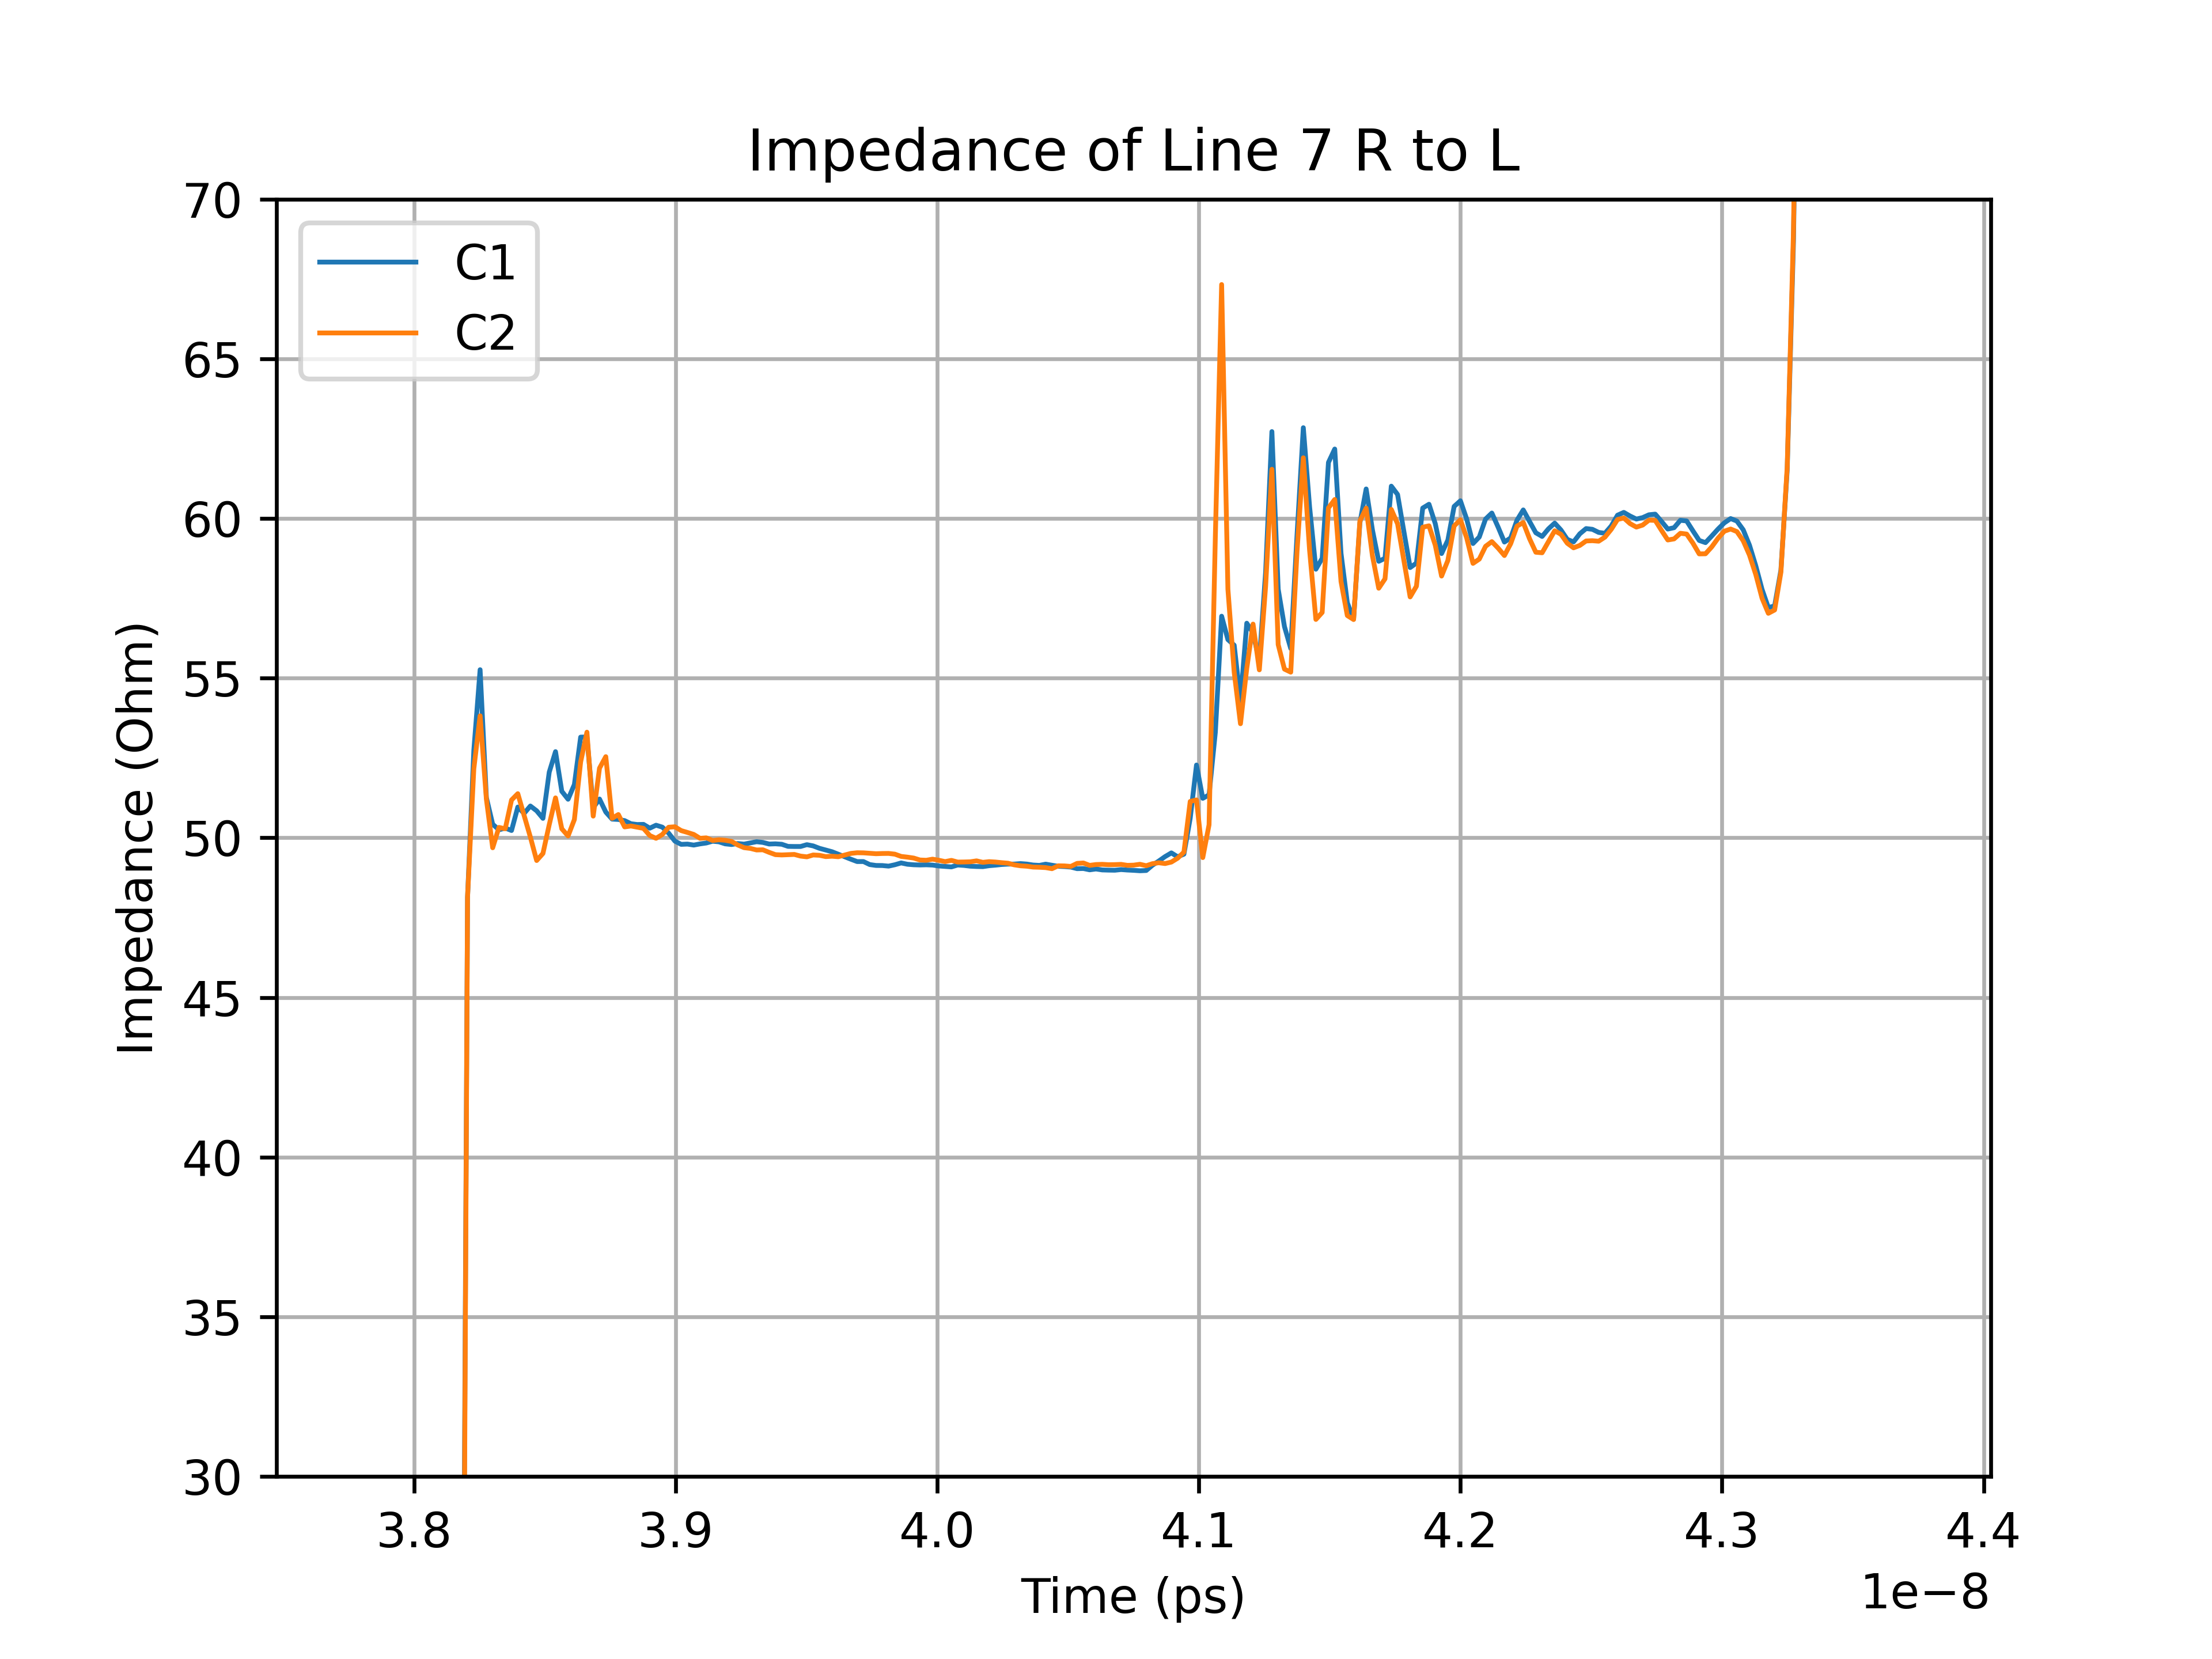 Impedance of Line 7 R to L
C1
C2
Impedance (Ohm)
70
65
60
55
50
45
40
35
30
3.8 3.9 4.0 4.1 4.2 4.3 4.4
Time (ps)
1e−8